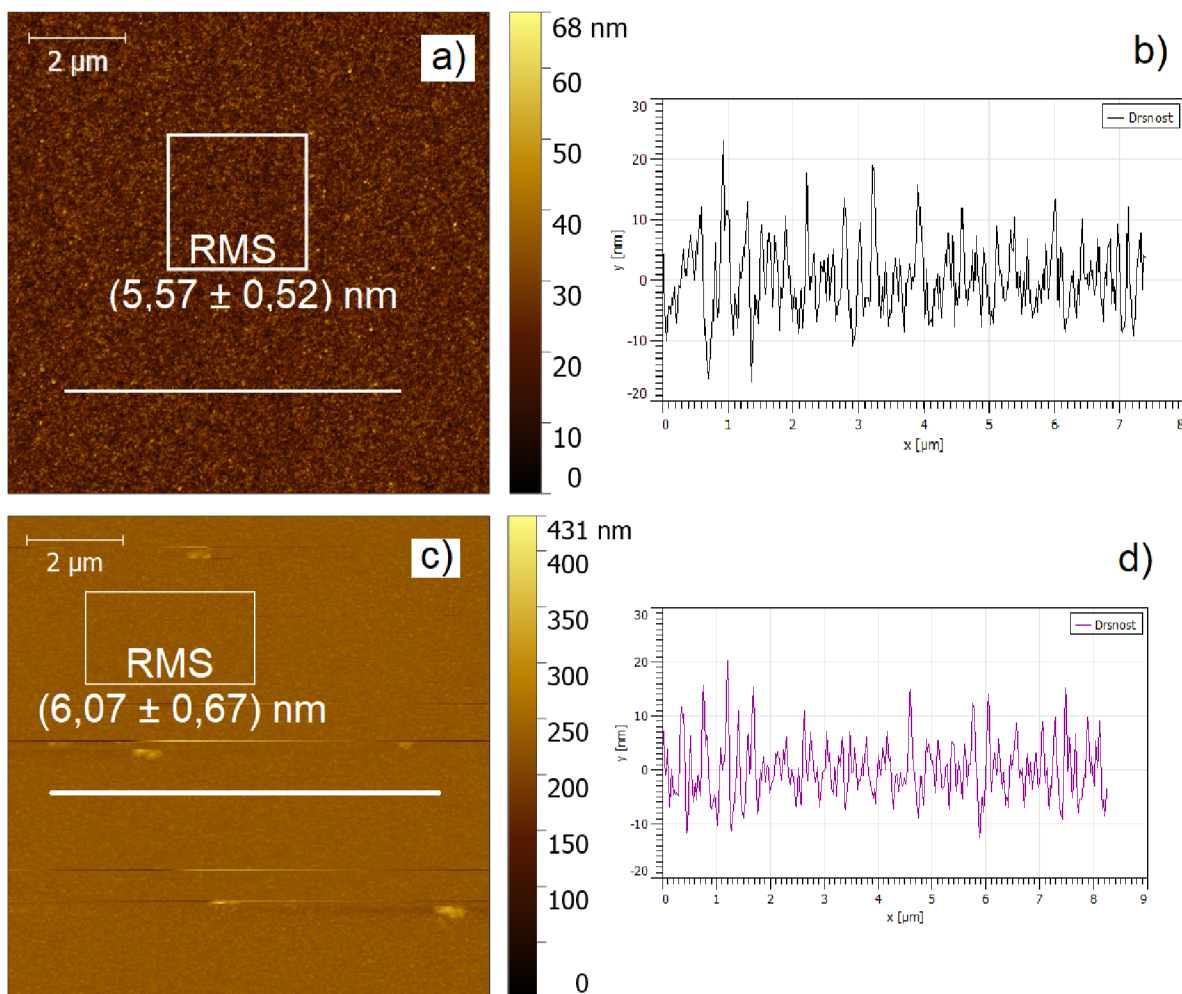 2 µm
a)
RMS
(5,57 ± 0,52) nm
68 nm
60
50
40
30
20
10
0
b)
Drsnost
30
20
10
0
-10
-20
y [nm]
0 1 2 3 4 5 6 7 8
x [µm]
2 µm
c)
RMS
(6,07 ± 0,67) nm
431 nm
400
350
300
250
200
150
100
0
d)
Drsnost
30
20
10
0
-10
-20
y [nm]
0 1 2 3 4 5 6 7 8 9
x [µm]